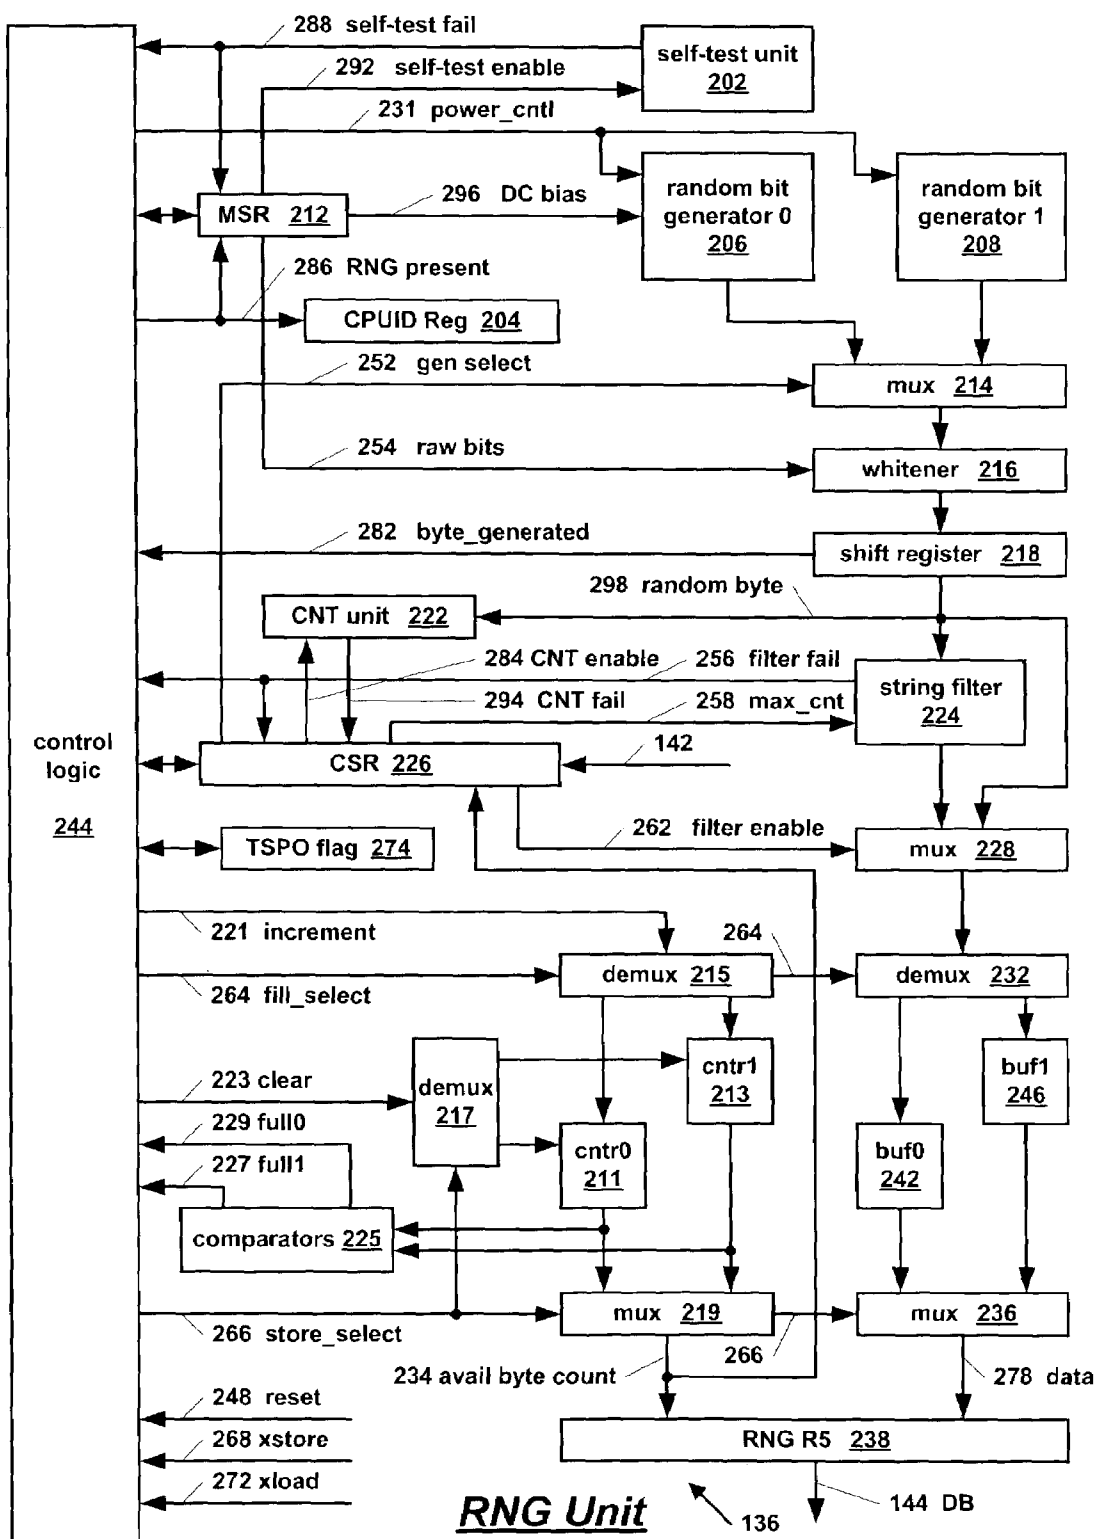 288 self-test fail
self-test unit
202
292 self-test enable
231 power_cntl
random bit
generator 0
206
random bit
generator 1
208
MSR 212
296 DC bias
286 RNG present
CPUID Reg 204
252 gen select
mux 214
254 raw bits
whitener 216
282 byte_generated
shift register 218
298 random byte
CNT unit 222
284 CNT enable
256 filter fail
string filter
224
294 CNT fail
258 max_cnt
control
logic
244
CSR 226
142
262 filter enable
TSPO flag 274
mux 228
221 increment
264
demux 215
demux 232
264 fill_select
demux
217
cntr1
213
buf1
246
223 clear
229 full0
cntr0
211
buf0
242
227 full1
comparators 225
mux 219
mux 236
266 store_select
266
234 avail byte count
278 data
248 reset
268 xstore
RNG R5 238
272 xload
144 DB
RNG Unit
136